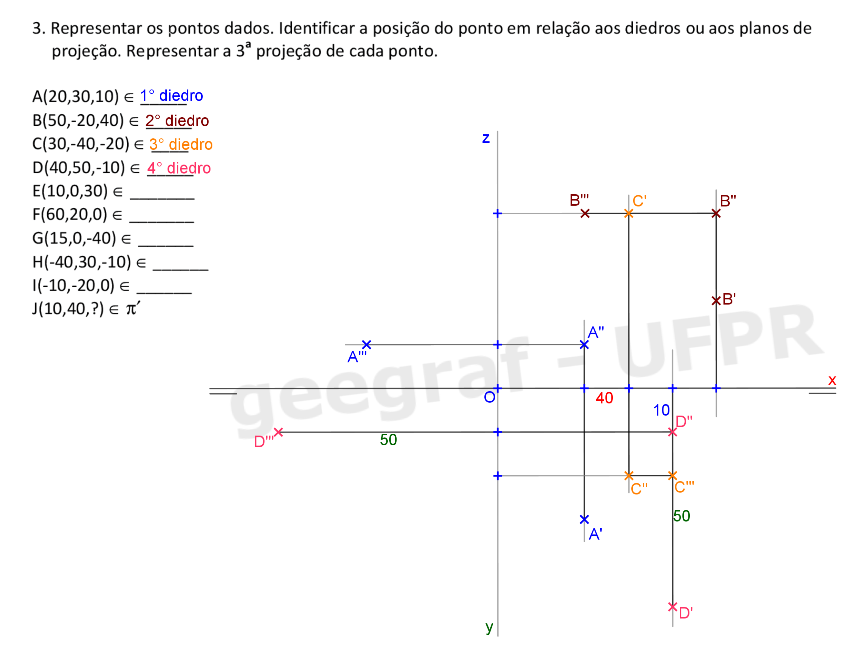 3. Representar os pontos dados. Identificar a posição do ponto em relação aos diedros ou aos planos de
projeção. Representar a 3ª projeção de cada ponto.
A(20,30,10) ∈ 1° diedro
B(50,-20,40) ∈ 2° diedro
C(30,-40,-20) ∈ 3° diedro
D(40,50,-10) ∈ 4° diedro
E(10,0,30) ∈ _______
F(60,20,0) ∈ _______
G(15,0,-40) ∈ ______
H(-40,30,-10) ∈ ______
I(-10,-20,0) ∈ ______
J(10,40,?) ∈ π′
z
B''' C' B''
B'
A''
A'''
x
O 40 10
D''
D''' 50
C'' C'''
50
A'
D'
y
geegraf - UFPR